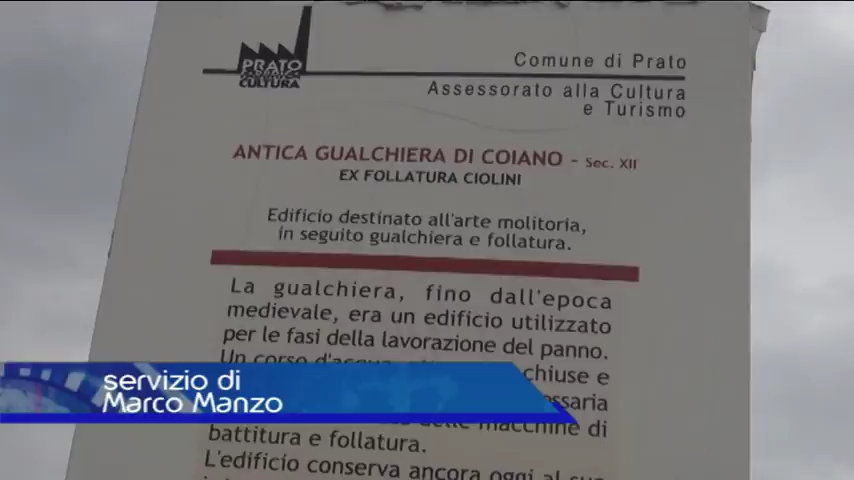 PRATO
CULTURA
Comune di Prato
Assessorato alla Cultura
e Turismo
ANTICA GUALCHIERA DI COIANO - Sec. XII
EX FOLLATURA CIOLINI
Edificio destinato all'arte molitoria,
in seguito gualchiera e follatura.
La gualchiera, fino dall'epoca
medievale, era un edificio utilizzato
per le fasi della lavorazione del panno.
Un corso d'acqua chiuse e
servizio di
Marco Manzo
delle macchine di
battitura e follatura.
L'edificio conserva ancora oggi al suo